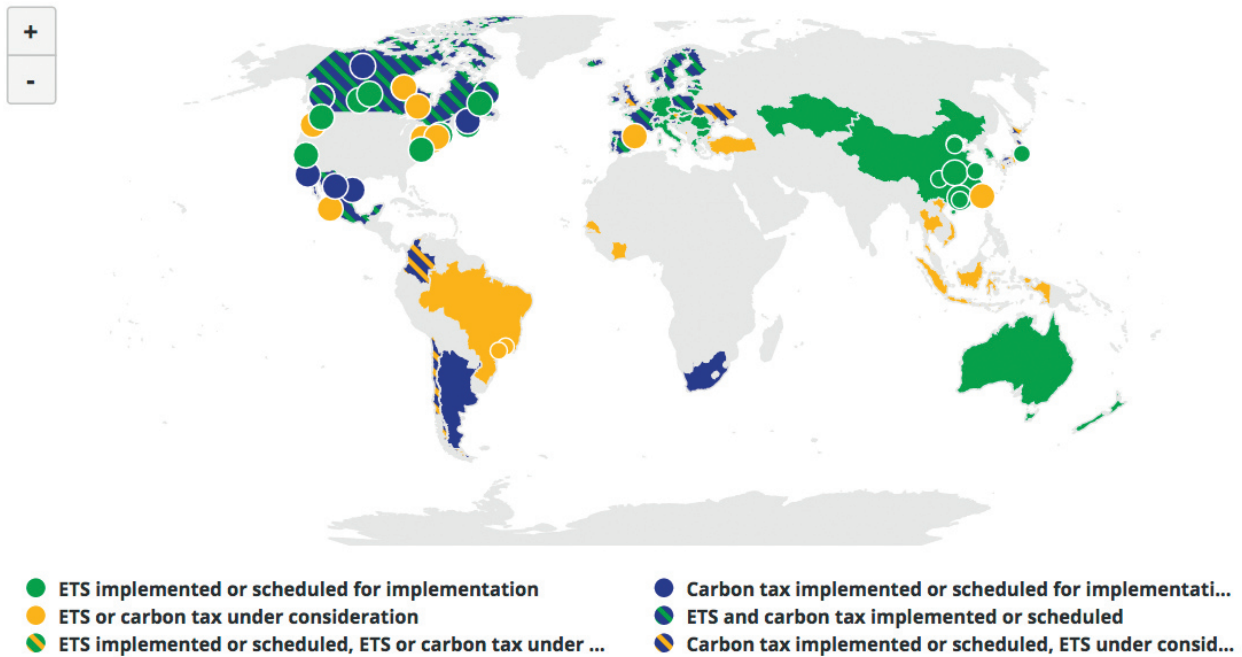 +
-
ETS implemented or scheduled for implementation
ETS or carbon tax under consideration
ETS implemented or scheduled, ETS or carbon tax under ...
Carbon tax implemented or scheduled for implementati...
ETS and carbon tax implemented or scheduled
Carbon tax implemented or scheduled, ETS under consid...